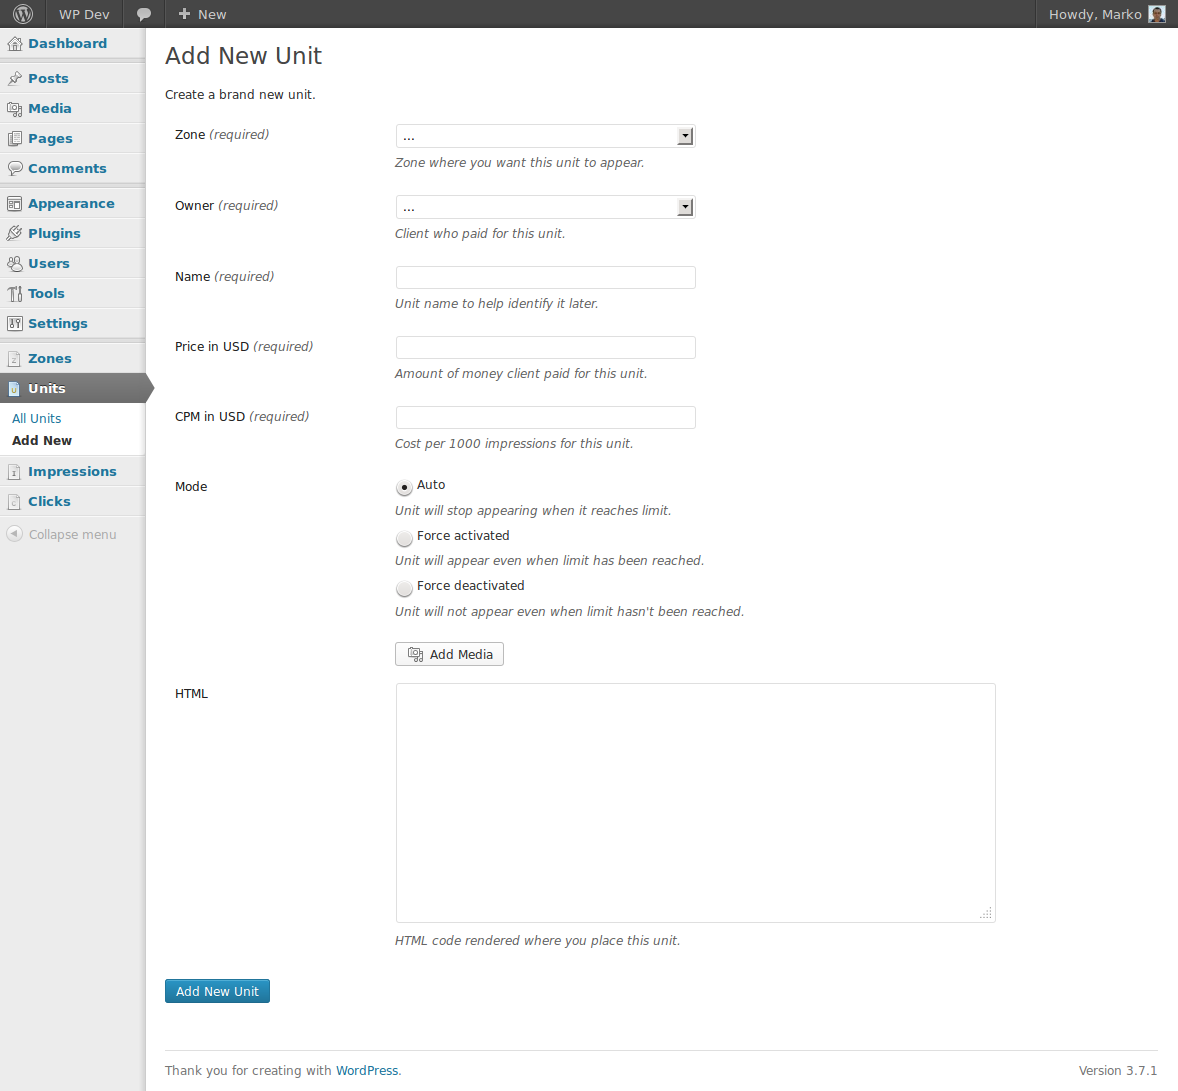 WP Dev
New
Howdy, Marko
Dashboard
Posts
Media
Pages
Comments
Appearance
Plugins
Users
Tools
Settings
Zones
Units
All Units
Add New
Impressions
Clicks
Collapse menu
Add New Unit
Create a brand new unit.
Zone (required)
...
Zone where you want this unit to appear.
Owner (required)
...
Client who paid for this unit.
Name (required)
Unit name to help identify it later.
Price in USD (required)
Amount of money client paid for this unit.
CPM in USD (required)
Cost per 1000 impressions for this unit.
Mode
Auto
Unit will stop appearing when it reaches limit.
Force activated
Unit will appear even when limit has been reached.
Force deactivated
Unit will not appear even when limit hasn't been reached.
Add Media
HTML
HTML code rendered where you place this unit.
Add New Unit
Thank you for creating with WordPress.
Version 3.7.1